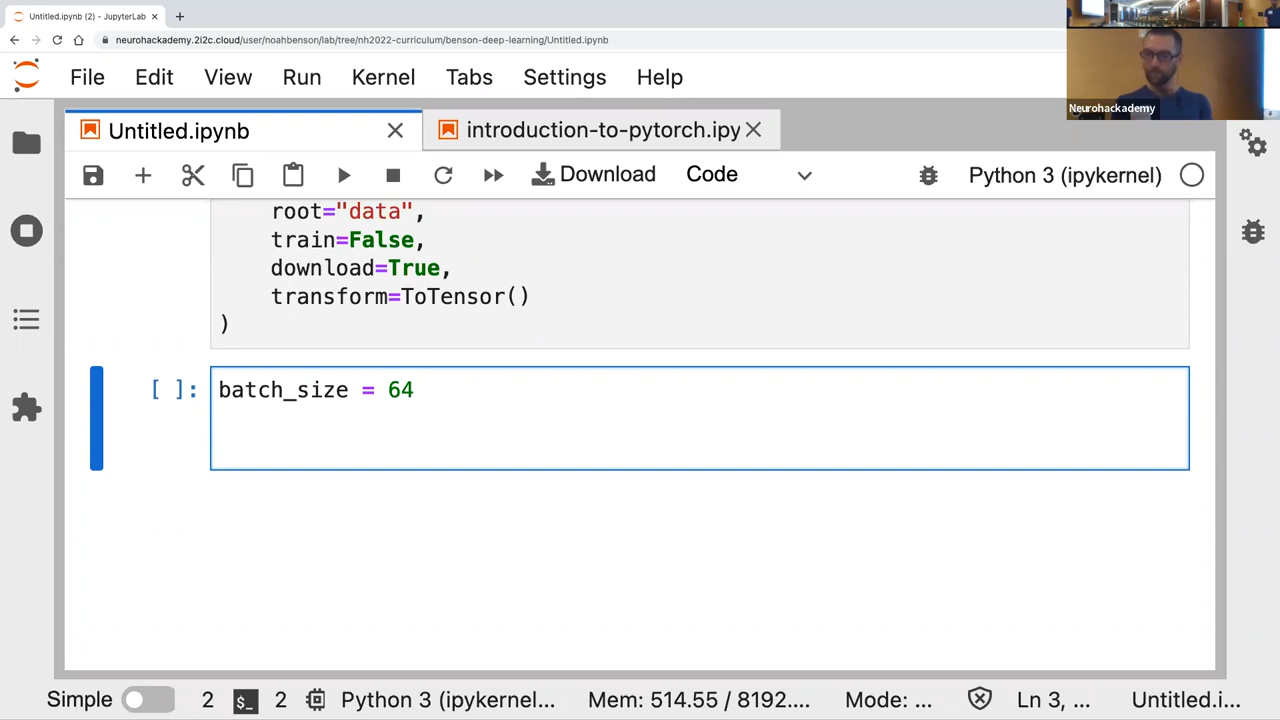 Untitled.ipynb (2) - JupyterLab
neurohackademy.2i2c.cloud/user/noahbenson/lab/tree/nh2022-curriculum/benson-deep-learning/Untitled.ipynb
Neurohackademy
File Edit View Run Kernel Tabs Settings Help
Untitled.ipynb
introduction-to-pytorch.ipy
Download Code Python 3 (ipykernel)
root="data",
train=False,
download=True,
transform=ToTensor()
)
[ ]: batch_size = 64
Simple 2 $_ 2 Python 3 (ipykernel... Mem: 514.55 / 8192.... Mode: ... Ln 3, ... Untitled.i...